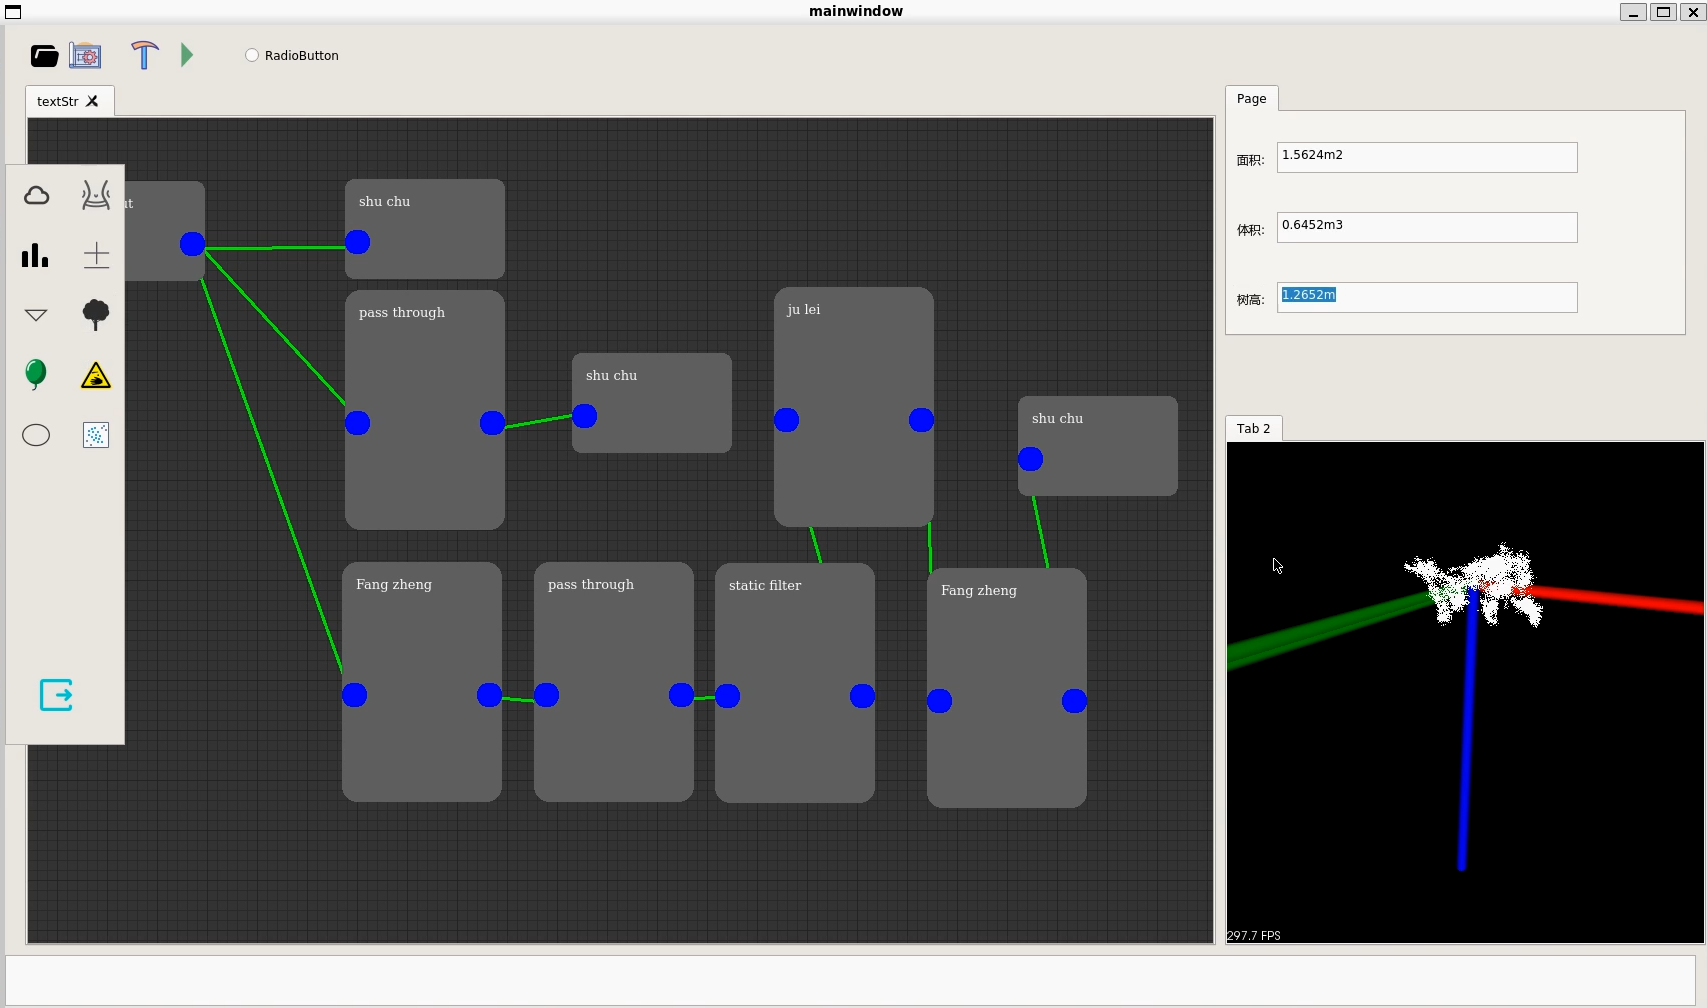 mainwindow
RadioButton
textStr
Page
面积:
1.5624m2
体积:
0.6452m3
树高:
1.2652m
shu chu
pass through
ju lei
shu chu
shu chu
Tab 2
Fang zheng
pass through
static filter
Fang zheng
297.7 FPS